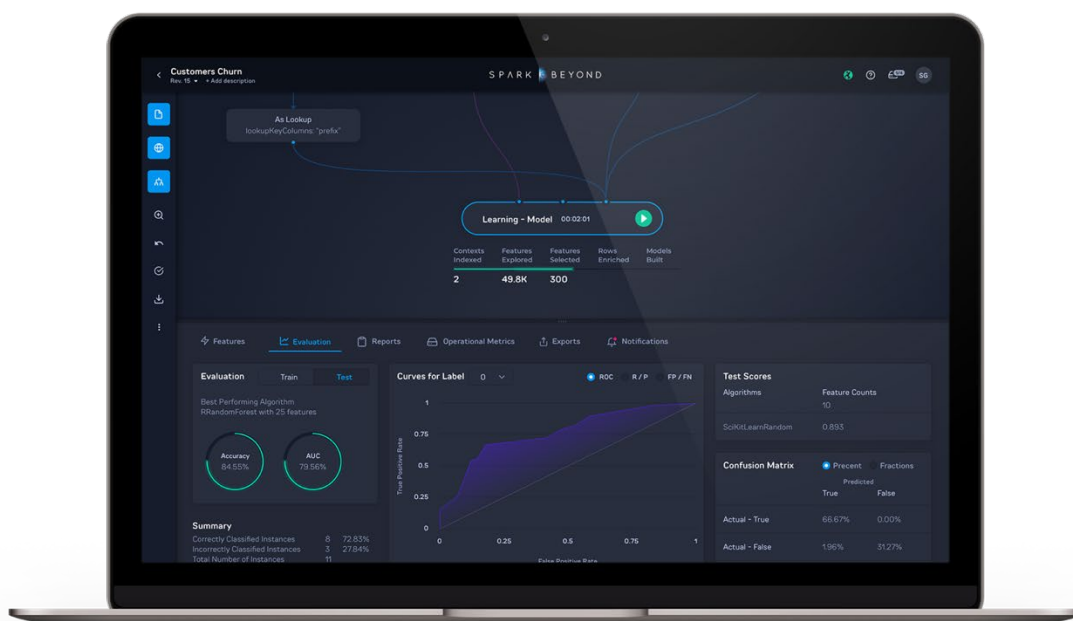 Customers Churn
Rev. 15 + Add description
SPARK BEYOND
SG
As Lookup
lookupKeyColumns: "prefix"
Learning - Model 00:02:01
Contexts Indexed
Features Explored
Features Selected
Rows Enriched
Models Built
2 49.8K 300
Features Evaluation Reports Operational Metrics Exports Notifications
Evaluation Train Test
Best Performing Algorithm
RRandomForest with 25 features
Accuracy
84.55%
AUC
79.56%
Summary
Correctly Classified Instances 8 72.83%
Incorrectly Classified Instances 3 27.84%
Total Number of Instances 11
Curves for Label 0 ROC R / P FP / FN
True Positive Rate
1
0.75
0.5
0.25
0
0 0.25 0.5 0.75 1
False Positive Rate
Test Scores
Algorithms Feature Counts
10
SciKitLearnRandom 0.893
Confusion Matrix Precent Fractions
Predicted
True False
Actual - True 66.67% 0.00%
Actual - False 1.96% 31.27%